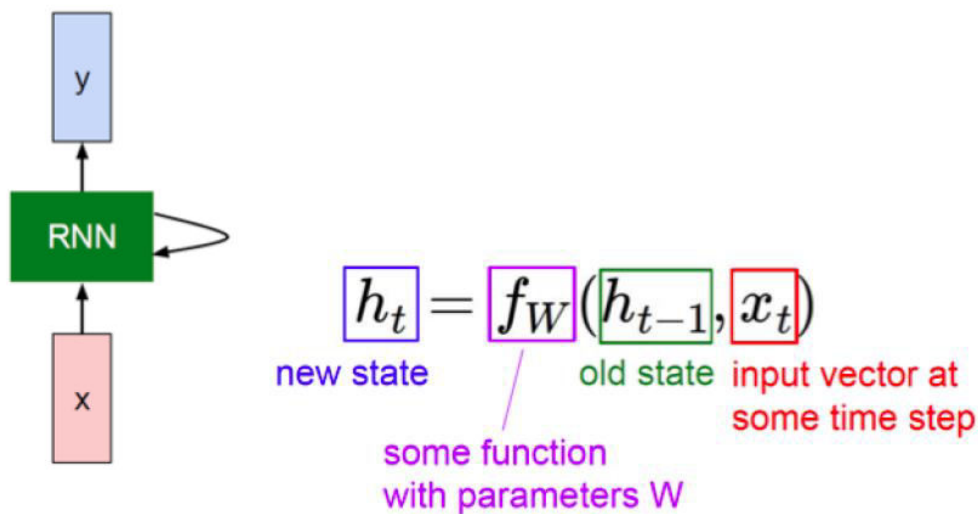 y
RNN
x
h_t = f_W(h_{t-1}, x_t)
new state
old state
input vector at
some time step
some function
with parameters W